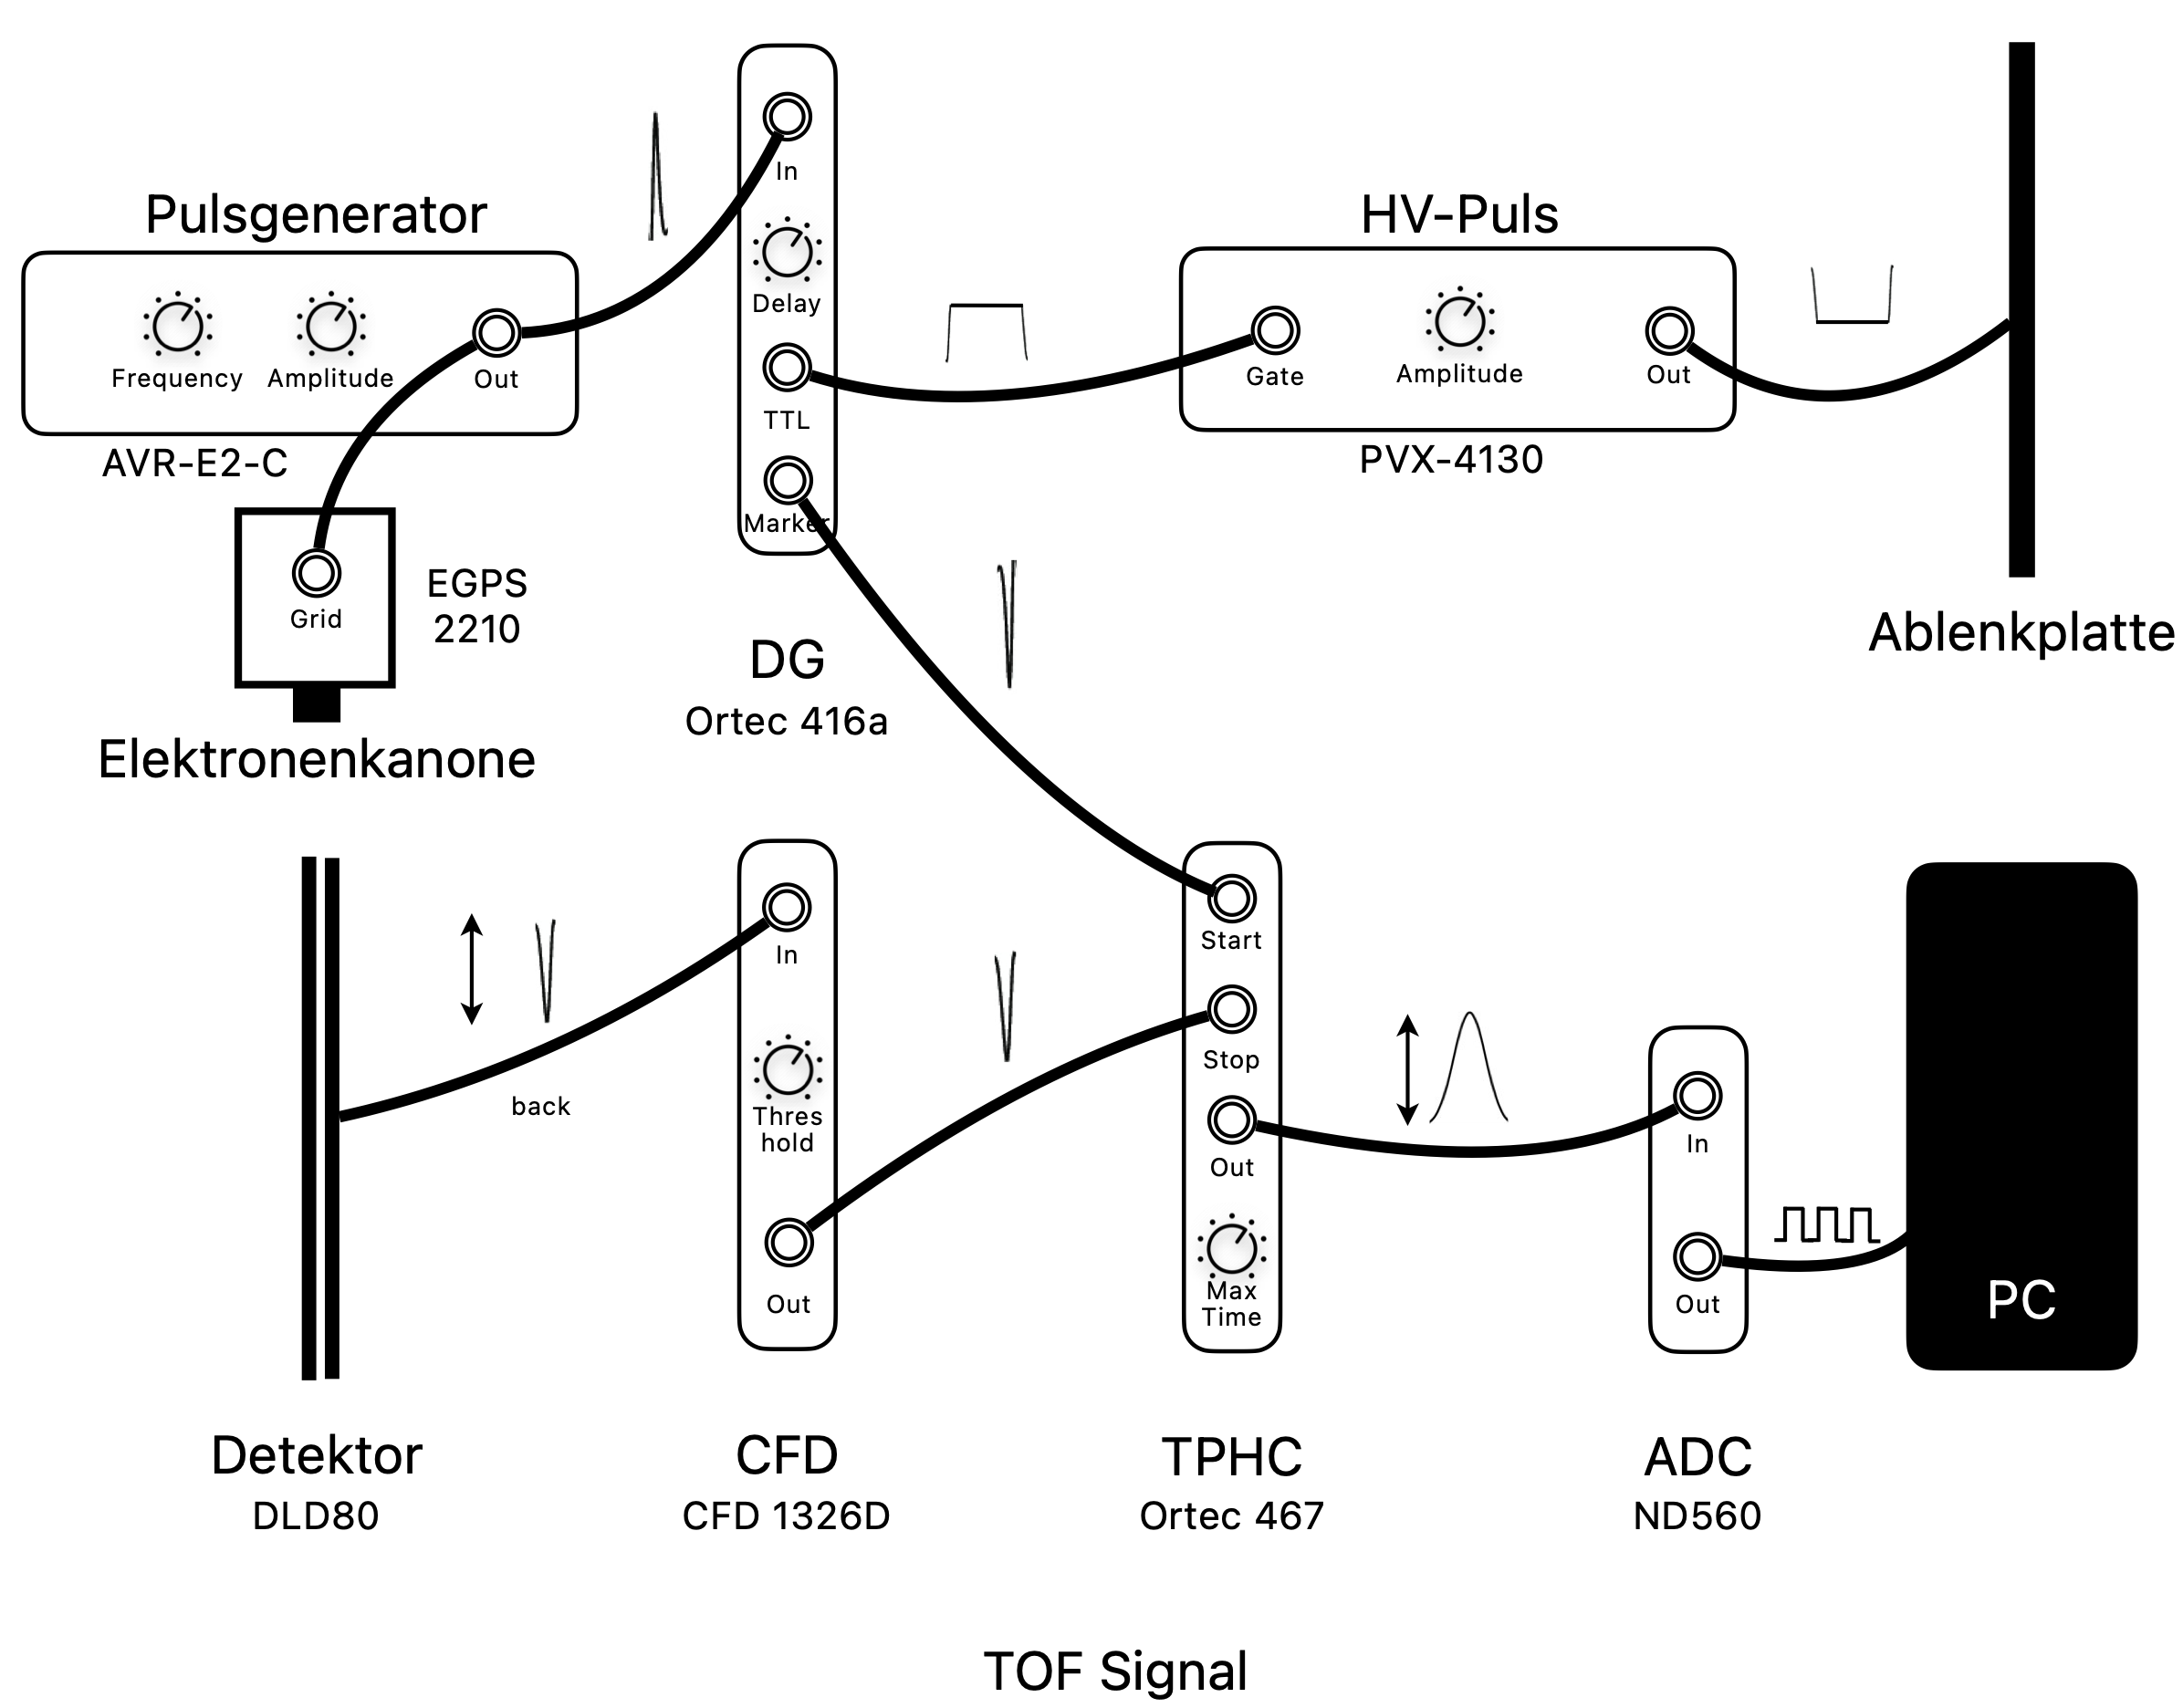 Pulsgenerator
Frequency
Amplitude
Out
AVR-E2-C
Grid
EGPS
2210
Elektronenkanone
In
Delay
TTL
Marker
DG
Ortec 416a
HV-Puls
Gate
Amplitude
Out
PVX-4130
Ablenkplatte
back
Detektor
DLD80
In
Thres
hold
Out
CFD
CFD 1326D
Start
Stop
Out
Max
Time
TPHC
Ortec 467
In
Out
ADC
ND560
PC
TOF Signal